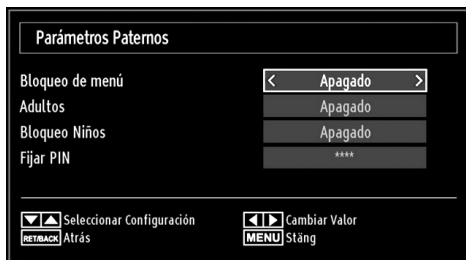 Parámetros Paternos
Bloqueo de menú < Apagado >
Adultos Apagado
Bloqueo Niños Apagado
Fijar PIN ****
Seleccionar Configuración Cambiar Valor
RET/BACK Atrás MENU Stäng